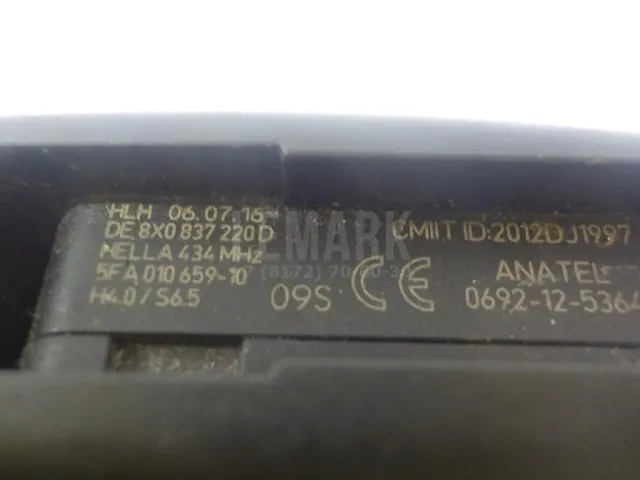 HLH 06.07.16
DE 8X0 837 220 D
HELLA 434 MHz
5FA 010 659-10
H4.0 / S6.5
09S
CE
CMIIT ID:2012DJ1997
ANATEL
0692-12-5364